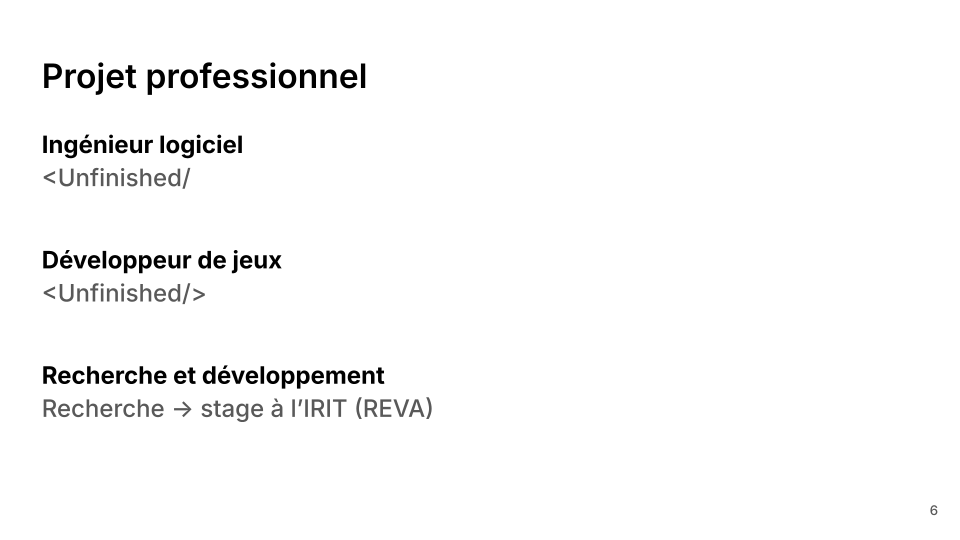 Projet professionnel
Ingénieur logiciel
<Unfinished/
Développeur de jeux
<Unfinished/>
Recherche et développement
Recherche → stage à l’IRIT (REVA)
6